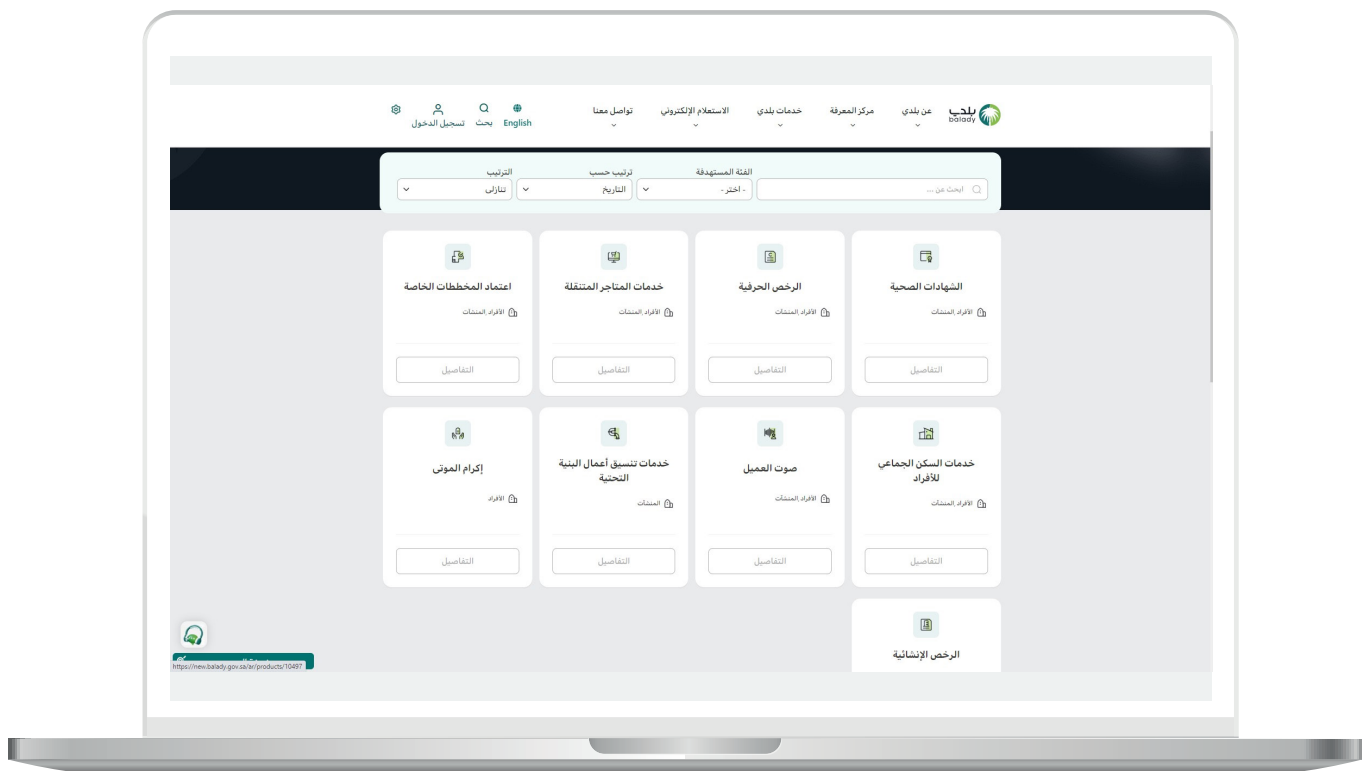 بلدي
balady
عن بلدي
مركز المعرفة
خدمات بلدي
الاستعلام الإلكتروني
تواصل معنا
English
بحث
تسجيل الدخول
الفئة المستهدفة
ترتيب حسب
الترتيب
ابحث عن ...
- اختر -
التاريخ
تنازلى
الشهادات الصحية
الأفراد ,المنشآت
التفاصيل
الرخص الحرفية
الأفراد ,المنشآت
التفاصيل
خدمات المتاجر المتنقلة
الأفراد ,المنشآت
التفاصيل
اعتماد المخططات الخاصة
الأفراد ,المنشآت
التفاصيل
خدمات السكن الجماعي
للأفراد
الأفراد ,المنشآت
التفاصيل
صوت العميل
الأفراد ,المنشآت
التفاصيل
خدمات تنسيق أعمال البنية
التحتية
المنشآت
التفاصيل
إكرام الموتى
الأفراد
التفاصيل
الرخص الإنشائية
https://new.balady.gov.sa/ar/products/10497